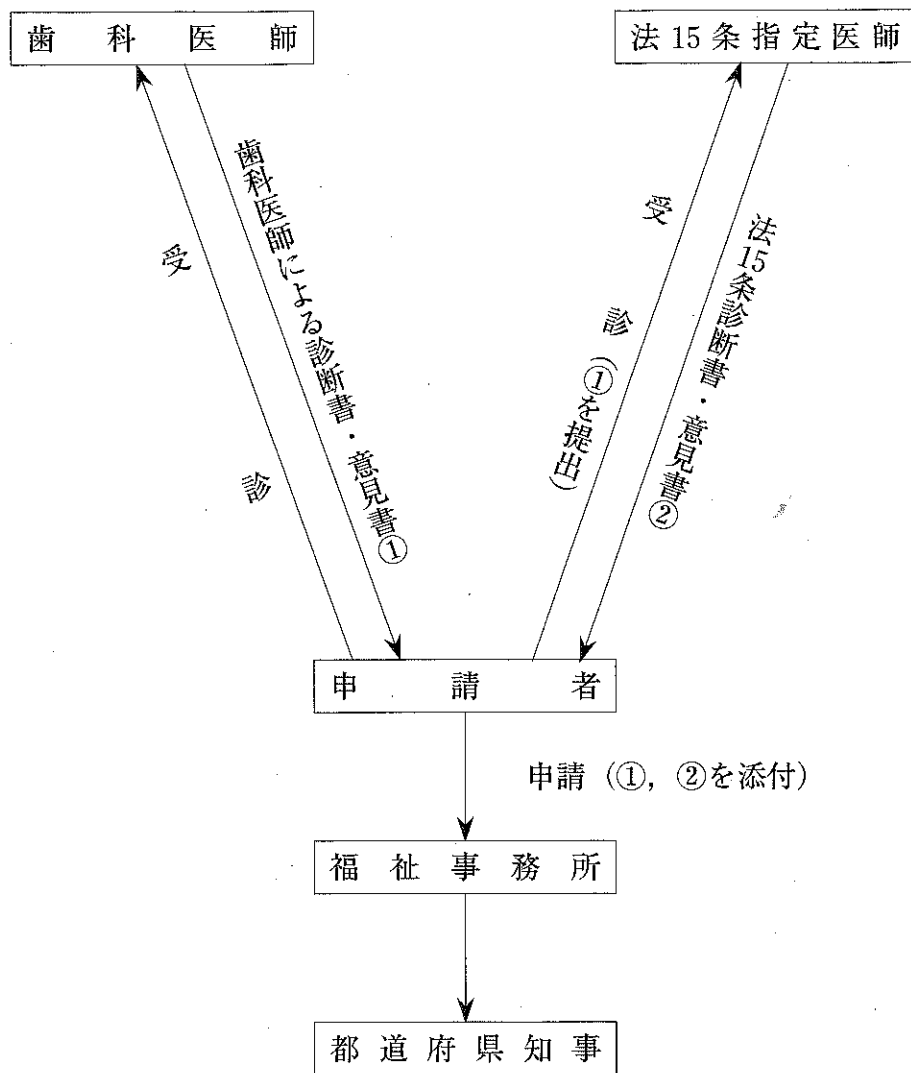 歯科医師
法15条指定医師
受診
歯科医師による診断書・意見書①
受診(①を提出)
法15条診断書・意見書②
申請者
申請(①,②を添付)
福祉事務所
都道府県知事